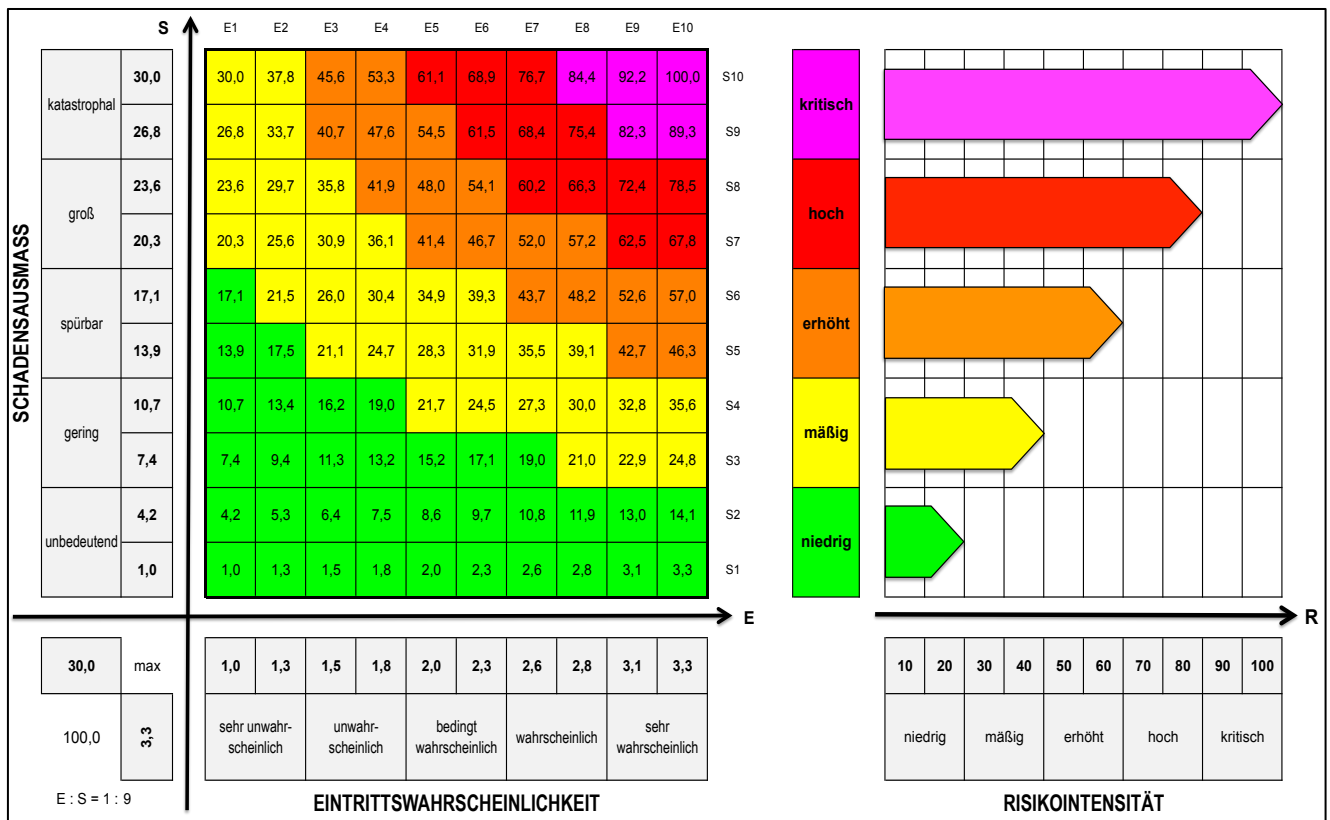 S E1 E2 E3 E4 E5 E6 E7 E8 E9 E10
katastrophal 30,0 30,0 37,8 45,6 53,3 61,1 68,9 76,7 84,4 92,2 100,0 S10 kritisch
26,8 26,8 33,7 40,7 47,6 54,5 61,5 68,4 75,4 82,3 89,3 S9
groß 23,6 23,6 29,7 35,8 41,9 48,0 54,1 60,2 66,3 72,4 78,5 S8 hoch
20,3 20,3 25,6 30,9 36,1 41,4 46,7 52,0 57,2 62,5 67,8 S7
spürbar 17,1 17,1 21,5 26,0 30,4 34,9 39,3 43,7 48,2 52,6 57,0 S6 erhöht
13,9 13,9 17,5 21,1 24,7 28,3 31,9 35,5 39,1 42,7 46,3 S5
gering 10,7 10,7 13,4 16,2 19,0 21,7 24,5 27,3 30,0 32,8 35,6 S4 mäßig
7,4 7,4 9,4 11,3 13,2 15,2 17,1 19,0 21,0 22,9 24,8 S3
unbedeutend 4,2 4,2 5,3 6,4 7,5 8,6 9,7 10,8 11,9 13,0 14,1 S2 niedrig
1,0 1,0 1,3 1,5 1,8 2,0 2,3 2,6 2,8 3,1 3,3 S1
SCHADENSAUSMASS
E R
30,0 max 1,0 1,3 1,5 1,8 2,0 2,3 2,6 2,8 3,1 3,3 10 20 30 40 50 60 70 80 90 100
100,0 3,3
sehr unwahr-
scheinlich
unwahr-
scheinlich
bedingt
wahrscheinlich
wahrscheinlich
sehr
wahrscheinlich
niedrig mäßig erhöht hoch kritisch
E : S = 1 : 9
EINTRITTSWAHRSCHEINLICHKEIT
RISIKOINTENSITÄT